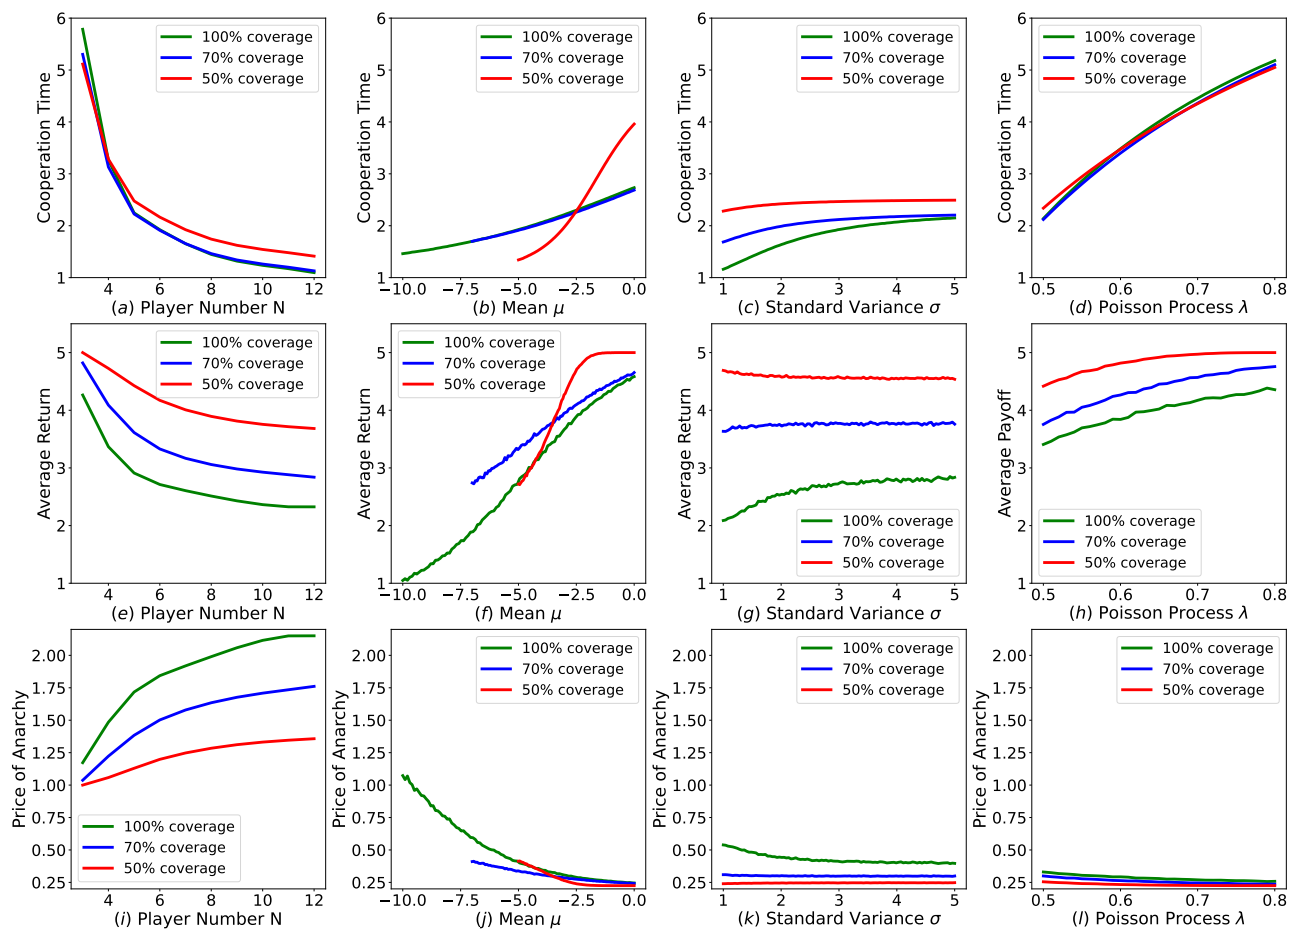 6
5
4
3
2
1
Cooperation Time
100% coverage
70% coverage
50% coverage
4 6 8 10 12
(a) Player Number N
6
5
4
3
2
1
Cooperation Time
100% coverage
70% coverage
50% coverage
−10.0 −7.5 −5.0 −2.5 0.0
(b) Mean μ
6
5
4
3
2
1
Cooperation Time
100% coverage
70% coverage
50% coverage
1 2 3 4 5
(c) Standard Variance σ
6
5
4
3
2
1
Cooperation Time
100% coverage
70% coverage
50% coverage
0.5 0.6 0.7 0.8
(d) Poisson Process λ
5
4
3
2
1
Average Return
100% coverage
70% coverage
50% coverage
4 6 8 10 12
(e) Player Number N
5
4
3
2
1
Average Return
100% coverage
70% coverage
50% coverage
−10.0 −7.5 −5.0 −2.5 0.0
(f) Mean μ
5
4
3
2
1
Average Return
100% coverage
70% coverage
50% coverage
1 2 3 4 5
(g) Standard Variance σ
5
4
3
2
1
Average Payoff
100% coverage
70% coverage
50% coverage
0.5 0.6 0.7 0.8
(h) Poisson Process λ
2.00
1.75
1.50
1.25
1.00
0.75
0.50
0.25
Price of Anarchy
100% coverage
70% coverage
50% coverage
4 6 8 10 12
(i) Player Number N
2.00
1.75
1.50
1.25
1.00
0.75
0.50
0.25
Price of Anarchy
100% coverage
70% coverage
50% coverage
−10.0 −7.5 −5.0 −2.5 0.0
(j) Mean μ
2.00
1.75
1.50
1.25
1.00
0.75
0.50
0.25
Price of Anarchy
100% coverage
70% coverage
50% coverage
1 2 3 4 5
(k) Standard Variance σ
2.00
1.75
1.50
1.25
1.00
0.75
0.50
0.25
Price of Anarchy
100% coverage
70% coverage
50% coverage
0.5 0.6 0.7 0.8
(l) Poisson Process λ